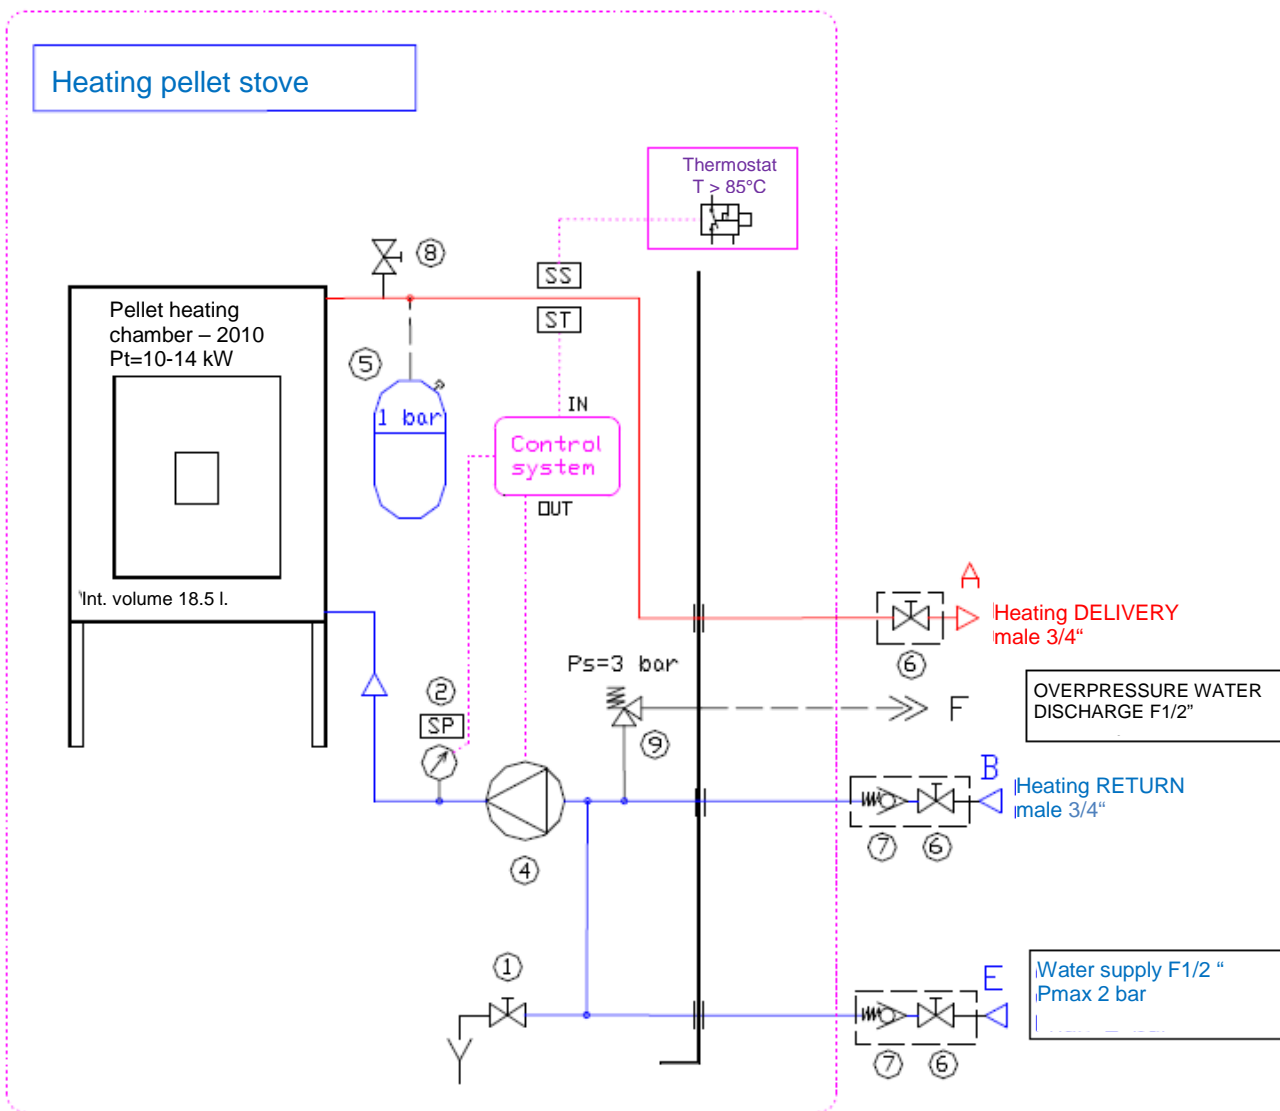 Heating pellet stove
Thermostat
T > 85°C
8
SS
Pellet heating
chamber – 2010
Pt=10-14 kW
ST
5
IN
1 bar
Control
system
OUT
Int. volume 18.5 l.
A
Heating DELIVERY
male 3/4“
6
Ps=3 bar
2
SP
OVERPRESSURE WATER
DISCHARGE F1/2”
F
9
B
Heating RETURN
male 3/4“
7
6
4
1
E
Water supply F1/2 “
Pmax 2 bar
7
6